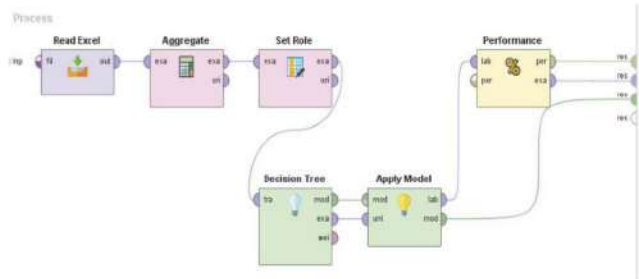 Process
Read Excel
Aggregate
Set Role
Performance
inp
fil
out
exa
exa
ori
exa
exa
ori
lab
per
per
exa
res
res
res
res
Decision Tree
Apply Model
tra
mod
exa
wei
mod
unl
lab
mod